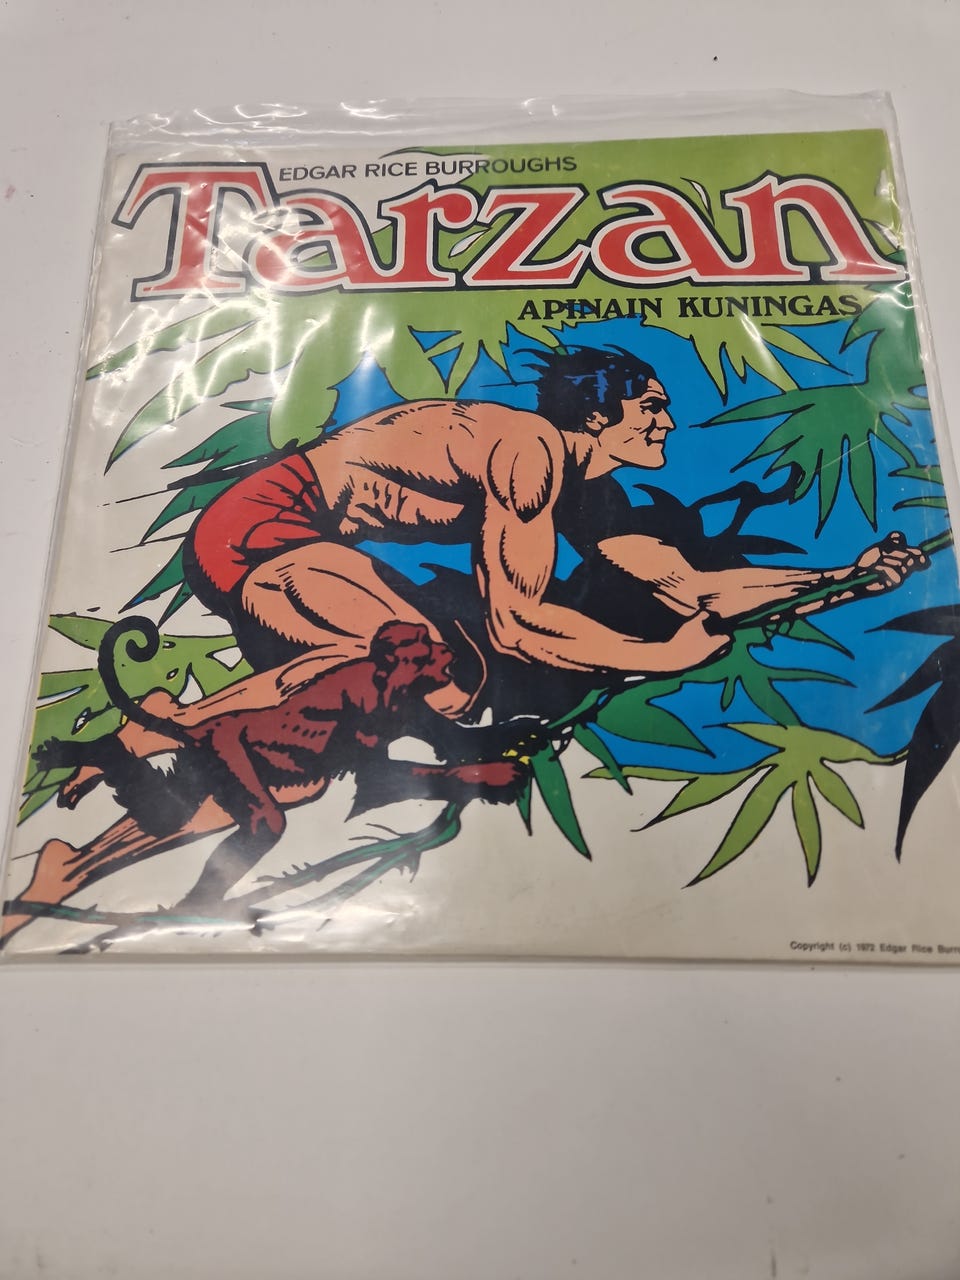 EDGAR RICE BURROUGHS
Tarzan
APINAIN KUNINGAS
Copyright (c) 1972 Edgar Rice